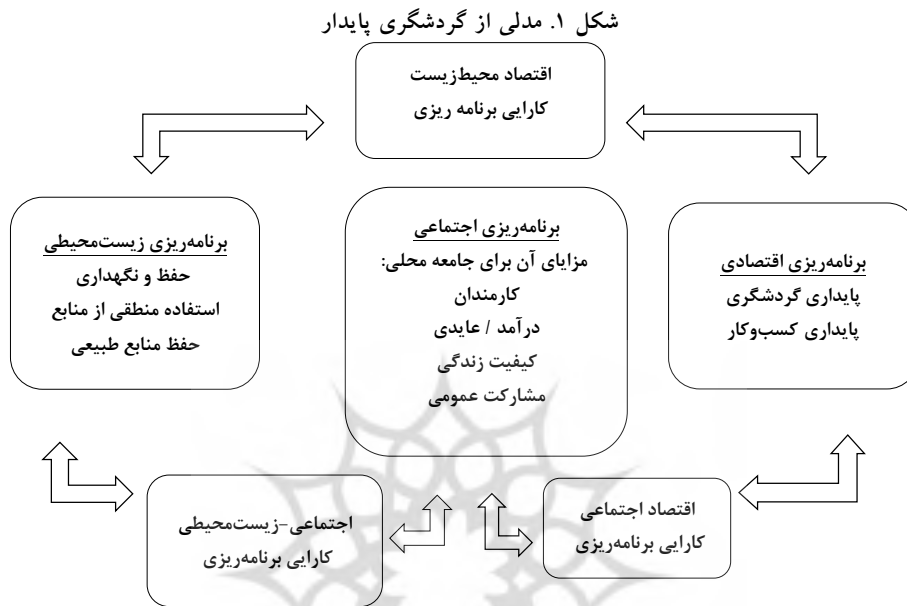 شکل ۱. مدلی از گردشگری پایدار
اقتصاد محیط‌زیست
کارایی برنامه ریزی
برنامه‌ریزی اقتصادی
پایداری گردشگری
پایداری کسب‌وکار
برنامه‌ریزی اجتماعی
مزایای آن برای جامعه محلی:
کارمندان
درآمد / عایدی
کیفیت زندگی
مشارکت عمومی
برنامه‌ریزی زیست‌محیطی
حفظ و نگهداری
استفاده منطقی از منابع
حفظ منابع طبیعی
اقتصاد اجتماعی
کارایی برنامه‌ریزی
اجتماعی-زیست‌محیطی
کارایی برنامه‌ریزی